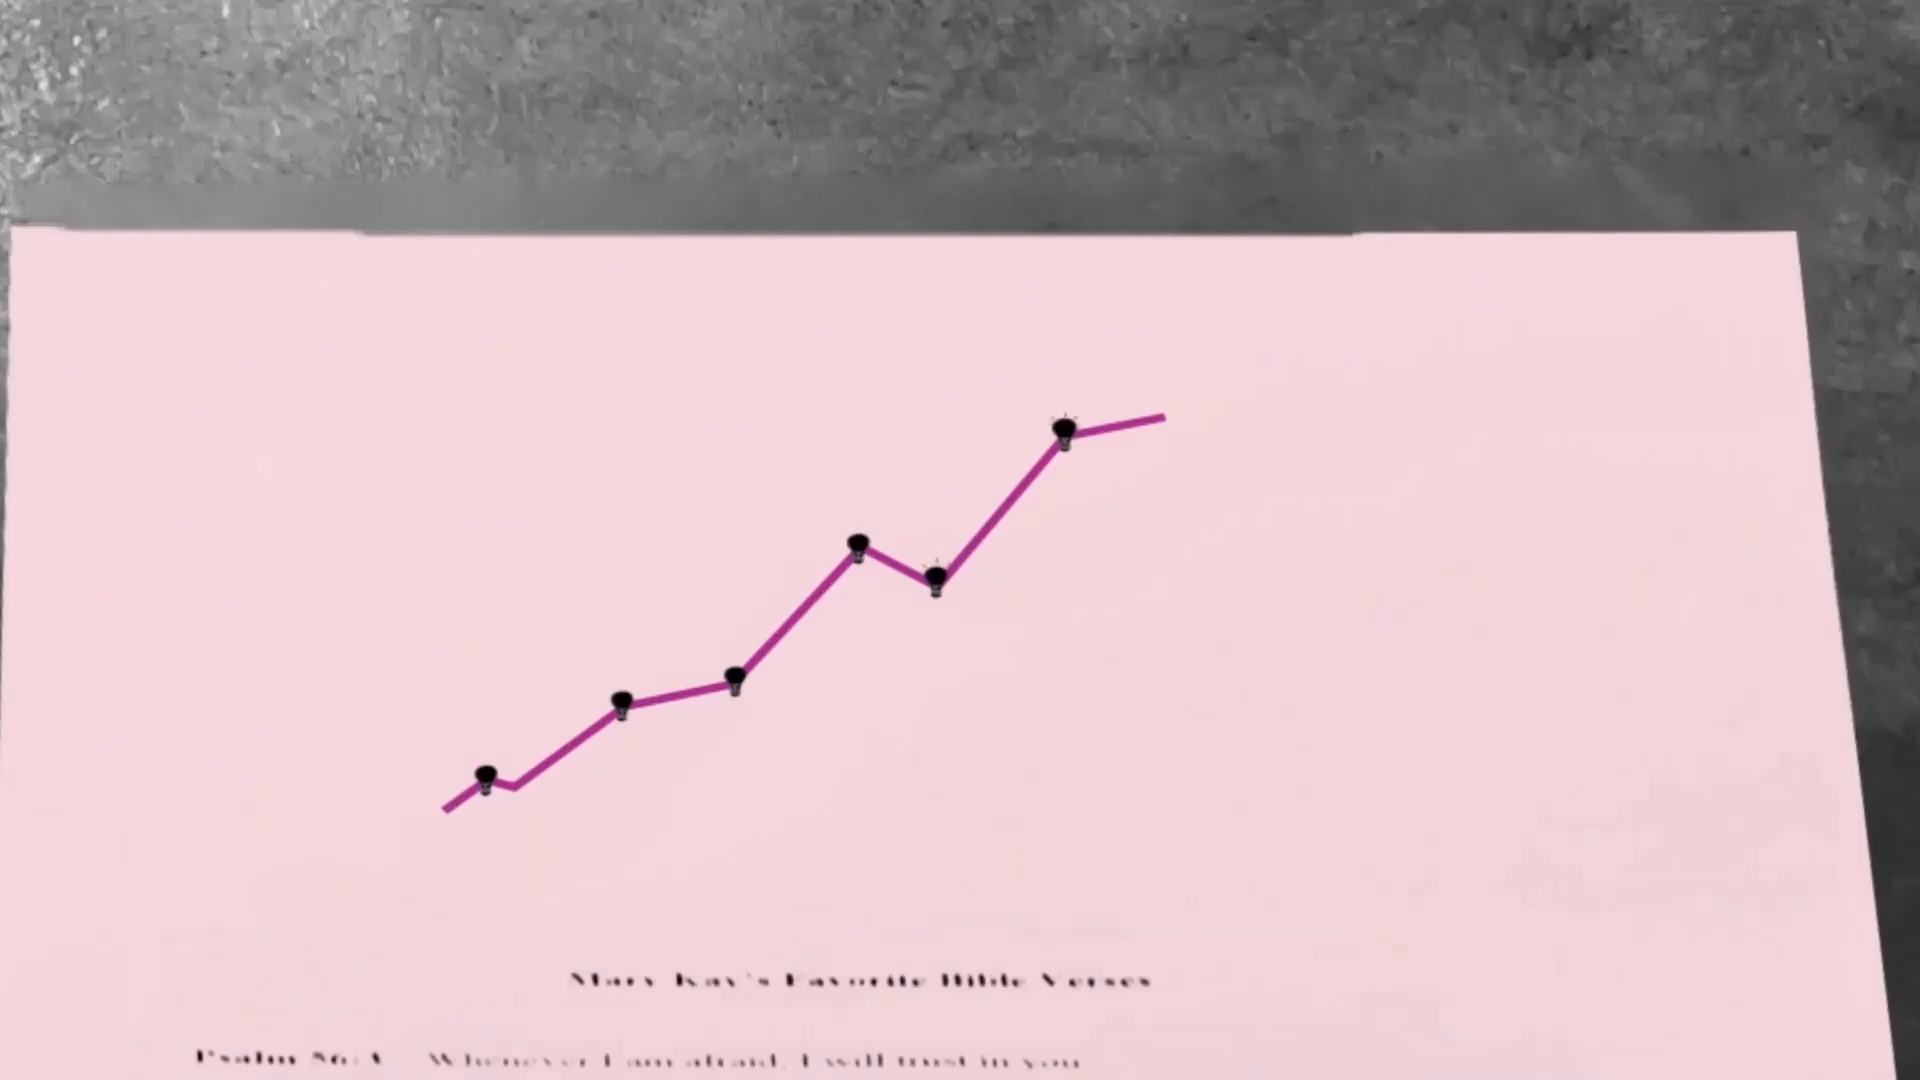 Mary Kay's Favorite Bible Verses
Psalm 56:3 Whenever I am afraid, I will trust in you